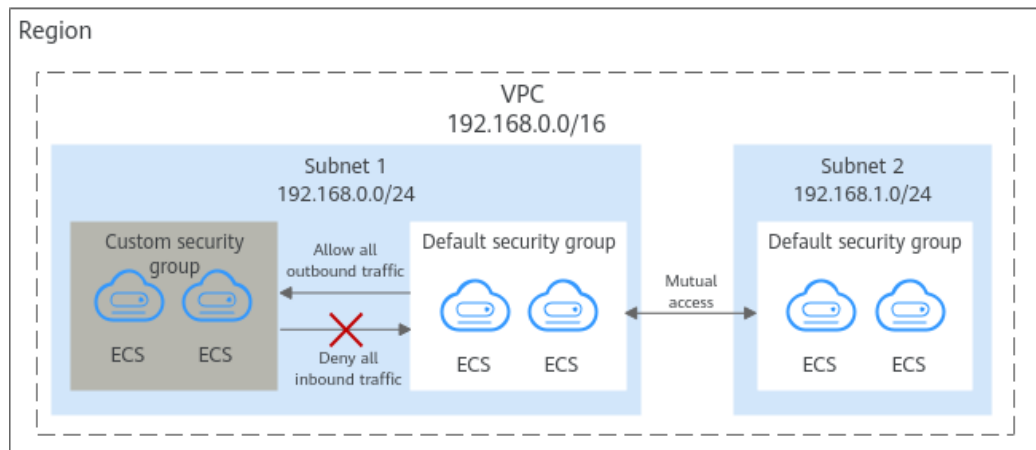 Region
VPC
192.168.0.0/16
Subnet 1
192.168.0.0/24
Custom security
group
ECS
ECS
Allow all
outbound traffic
Deny all
inbound traffic
Default security group
ECS
ECS
Mutual
access
Subnet 2
192.168.1.0/24
Default security group
ECS
ECS